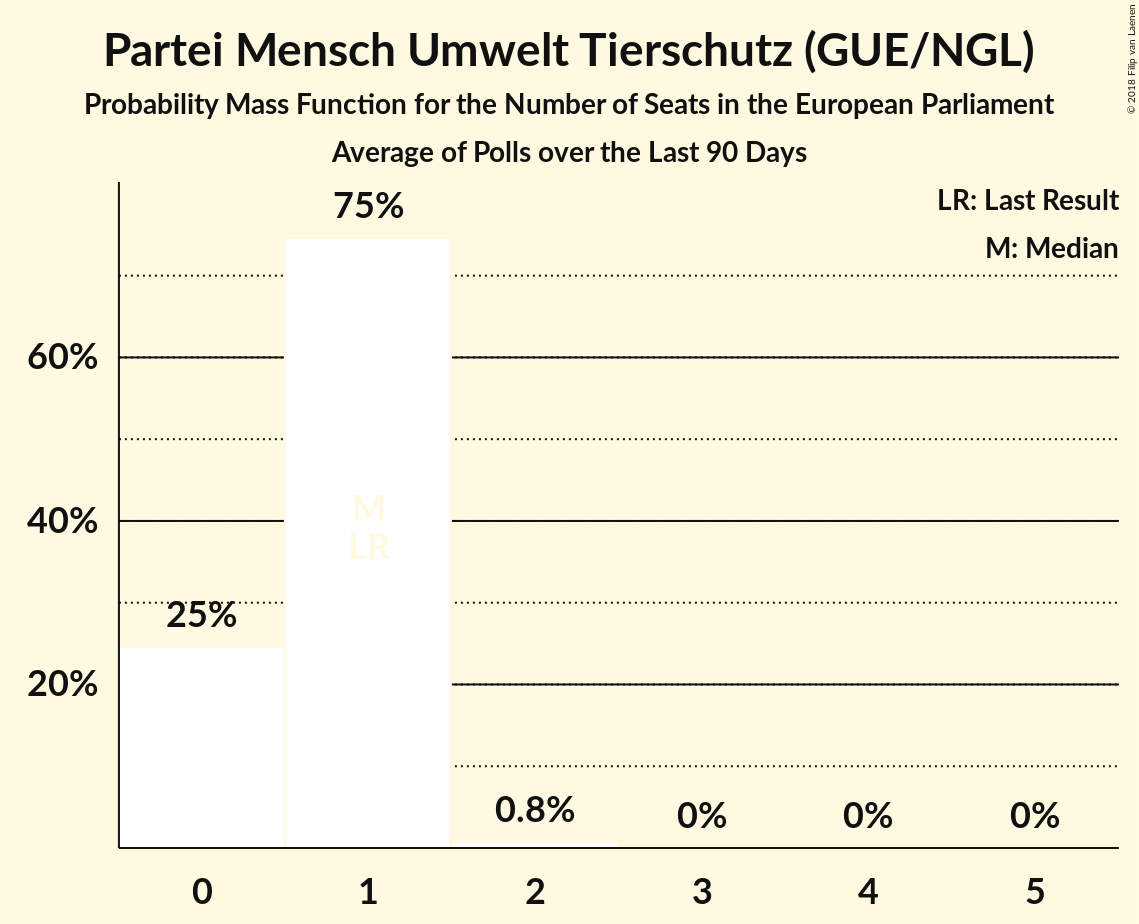 Partei Mensch Umwelt Tierschutz (GUE/NGL)
Probability Mass Function for the Number of Seats in the European Parliament
Average of Polls over the Last 90 Days
© 2018 Filip van Laenen
LR: Last Result
M: Median
75%
60%
M
40%
LR
25%
20%
0.8%
0%
0%
0%
0
1
2
3
4
5